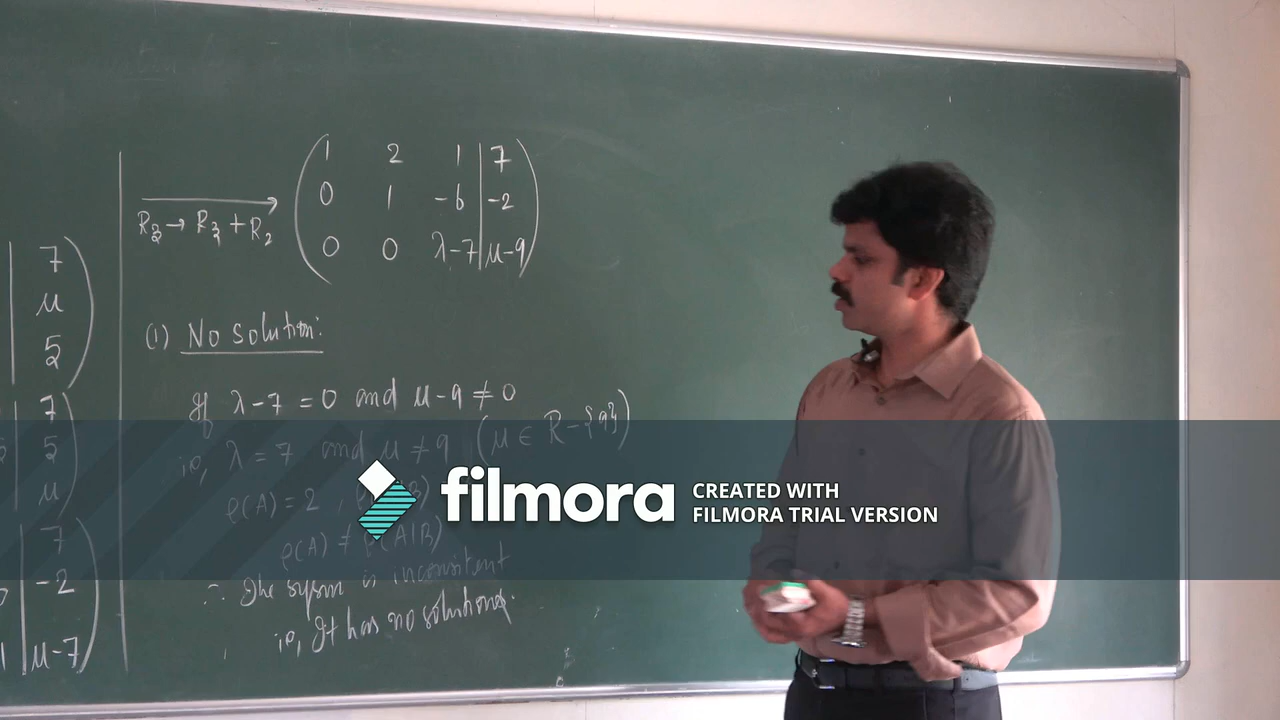 7
μ
5
7
5
μ
7
-2
μ-7
1 2 1 | 7
0 1 -6 | -2
R₃→ R₃ + R₂
0 0 λ-7 | μ-9
(1) No solution:
If λ-7 = 0 and μ-9 ≠ 0
ie, λ = 7 and μ ≠ 9 (μ ∈ R-{9})
ρ(A) = 2 ,
ρ(A) ≠ ρ(A|B)
∴ The system is inconsistent
ie, It has no solutions.
filmora
CREATED WITH
FILMORA TRIAL VERSION